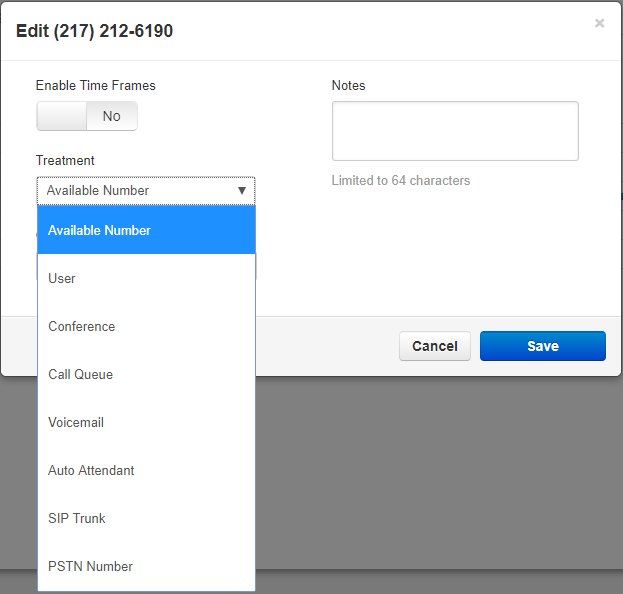 Edit (217) 212-6190
×
Enable Time Frames
No
Treatment
Available Number
Available Number
User
Conference
Call Queue
Voicemail
Auto Attendant
SIP Trunk
PSTN Number
Notes
Limited to 64 characters
Cancel
Save